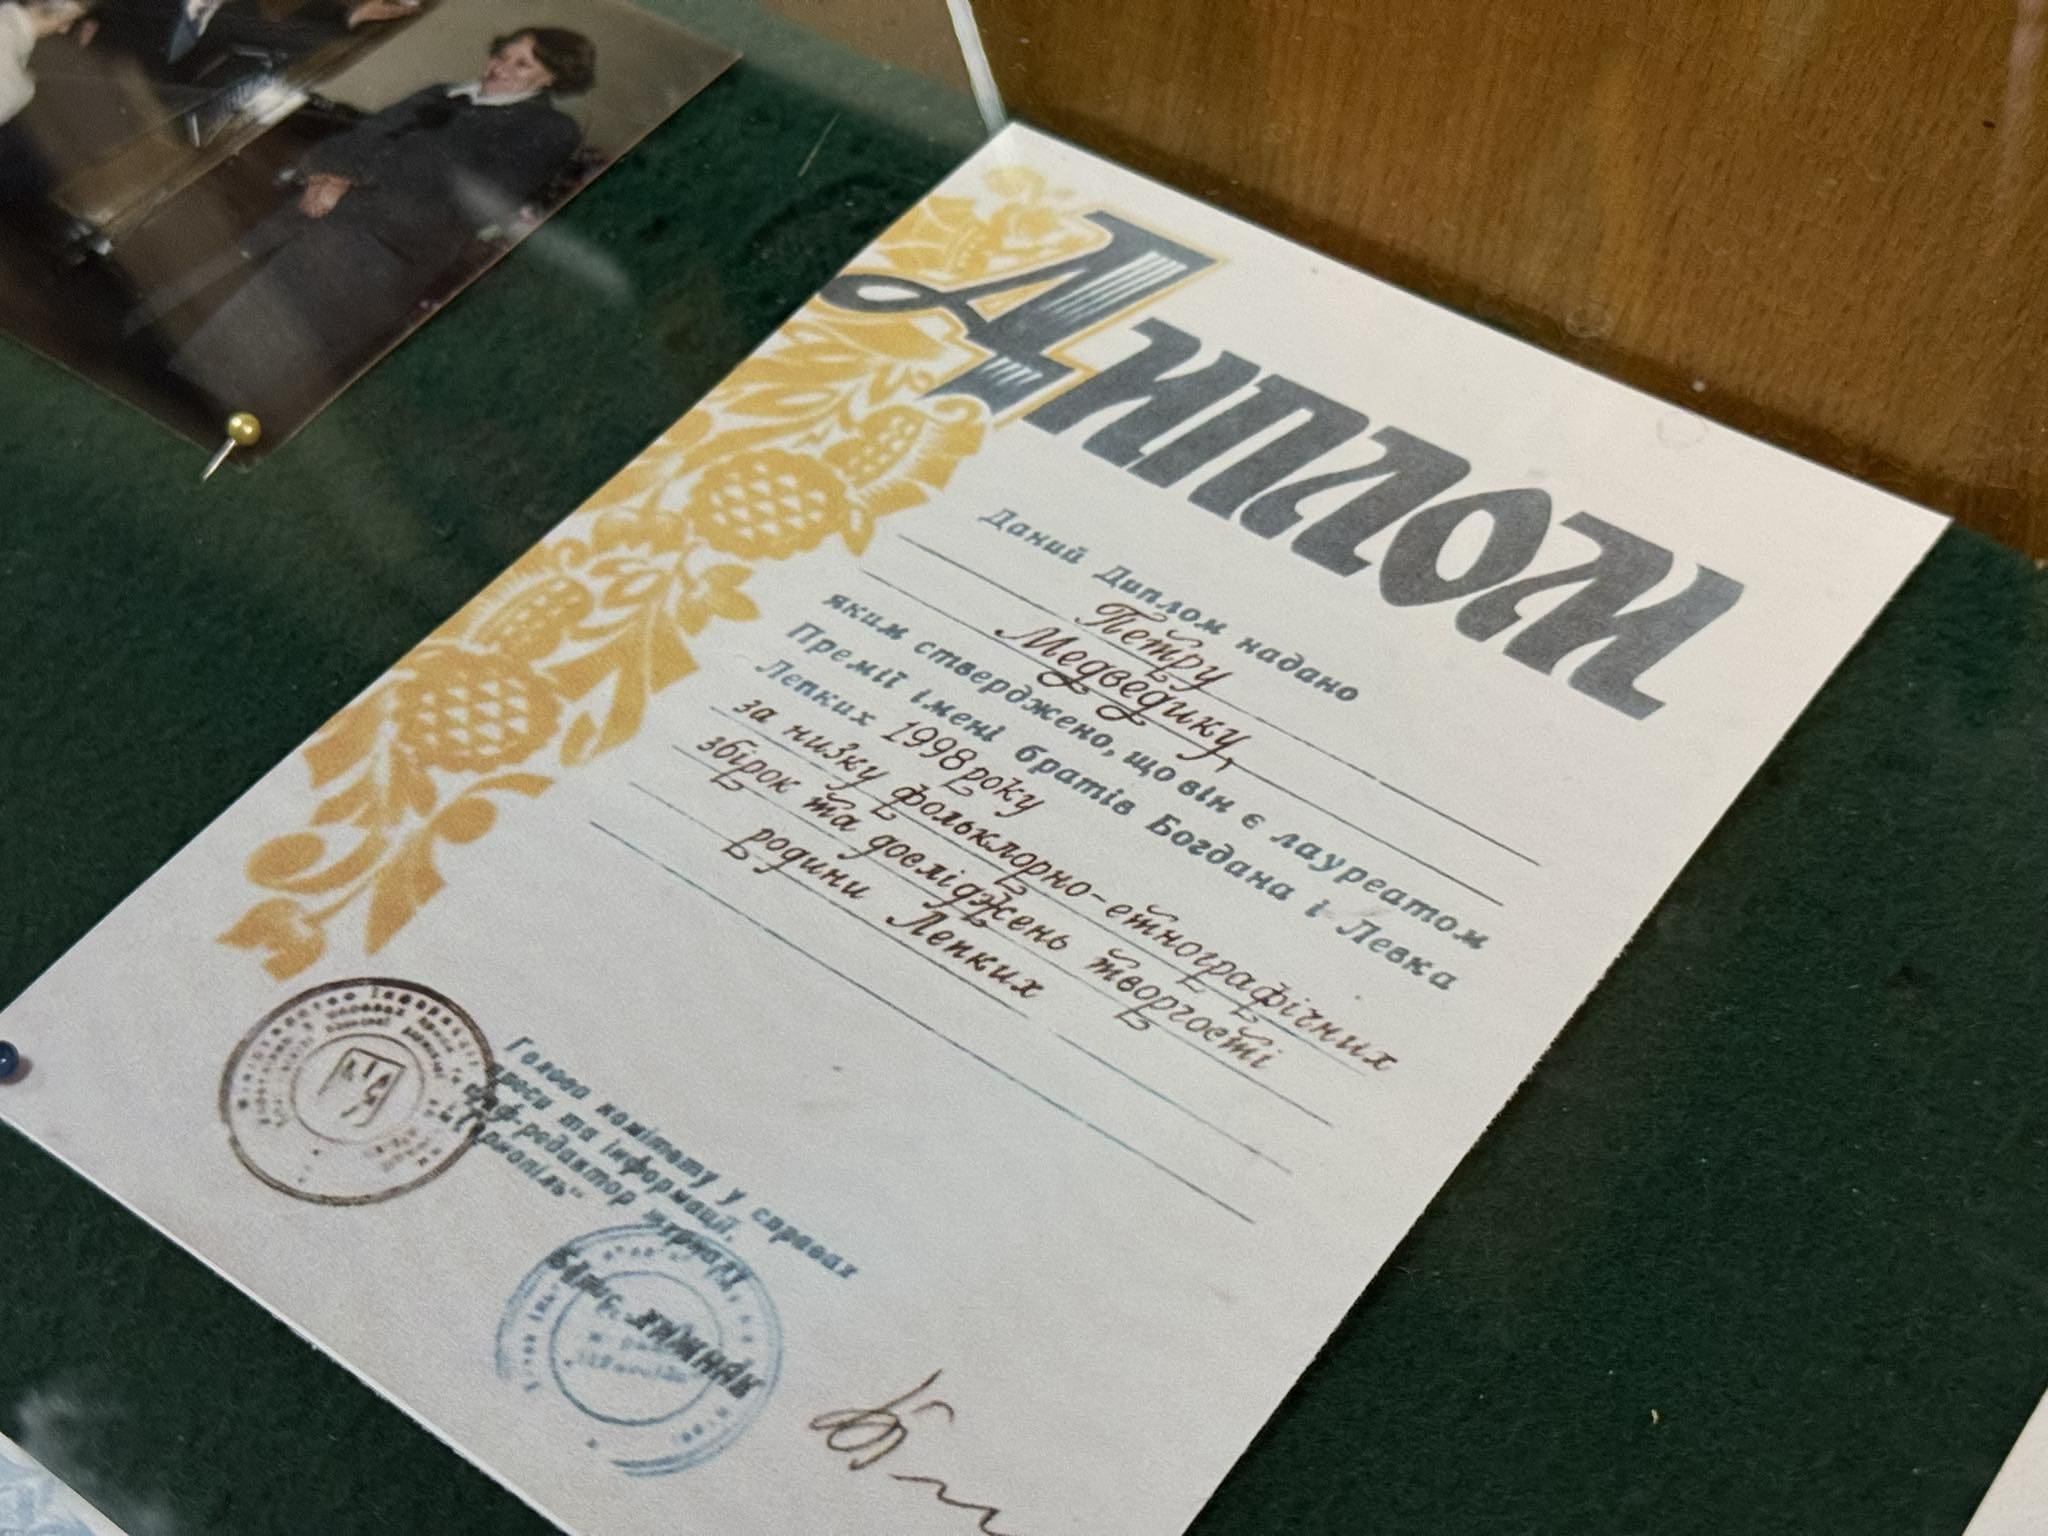 Диплом
Даний Диплом надано
Петру
Медведику,
яким стверджено, що він є лауреатом
Премії імені братів Богдана і Левка
Лепких 1998 року
за низку фольклорно-етнографічних
збірок та досліджень творчості
родини Лепких
Голова комітету у справах
преси та інформації,
шеф-редактор журналу
"Тернопіль"